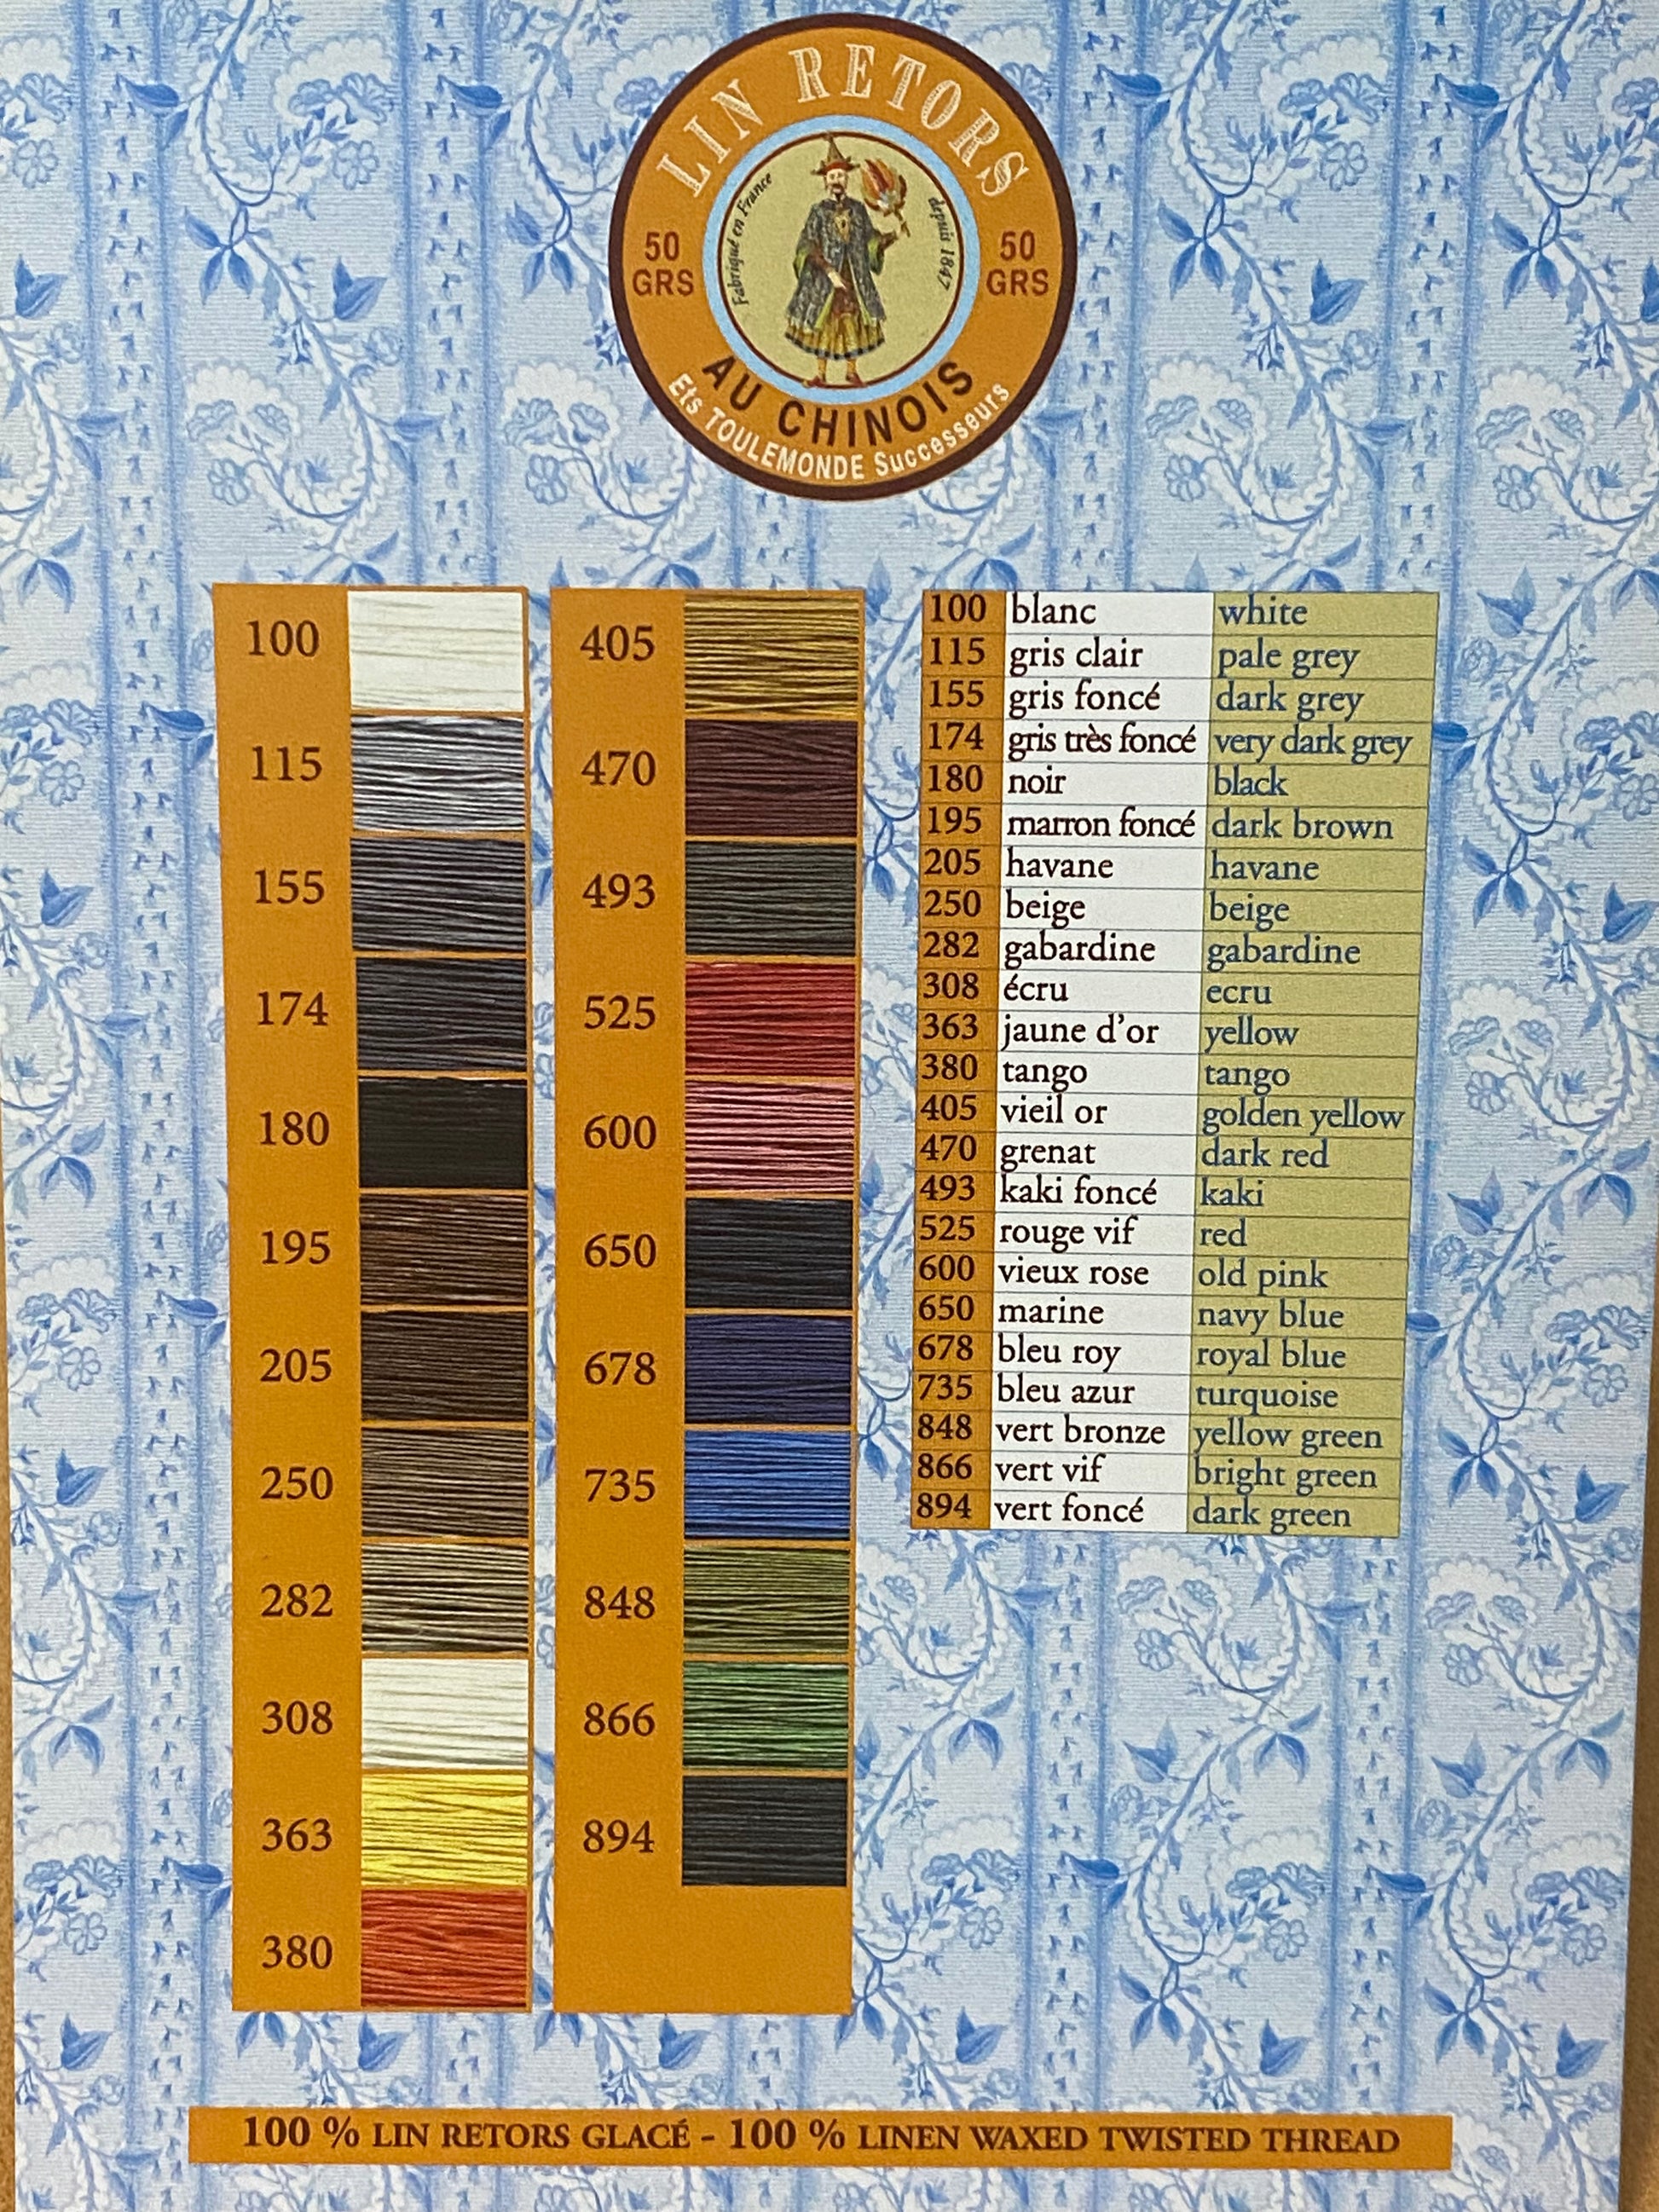 LIN RETORS
Fabriqué en France
depuis 1847
50
GRS
50
GRS
AU CHINOIS
Ets TOULEMONDE Successeurs
100
115
155
174
180
195
205
250
282
308
363
380
405
470
493
525
600
650
678
735
848
866
894
100 blanc white
115 gris clair pale grey
155 gris foncé dark grey
174 gris très foncé very dark grey
180 noir black
195 marron foncé dark brown
205 havane havane
250 beige beige
282 gabardine gabardine
308 écru ecru
363 jaune d'or yellow
380 tango tango
405 vieil or golden yellow
470 grenat dark red
493 kaki foncé kaki
525 rouge vif red
600 vieux rose old pink
650 marine navy blue
678 bleu roy royal blue
735 bleu azur turquoise
848 vert bronze yellow green
866 vert vif bright green
894 vert foncé dark green
100 % LIN RETORS GLACÉ - 100 % LINEN WAXED TWISTED THREAD